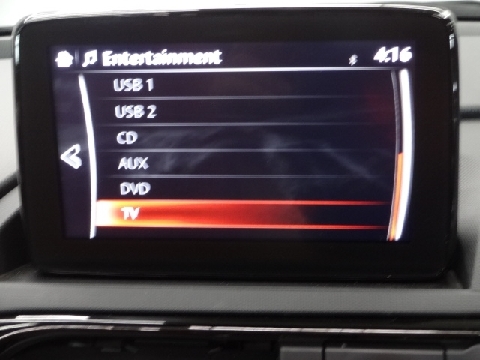 Entertainment 4:16
USB 1
USB 2
CD
AUX
DVD
TV